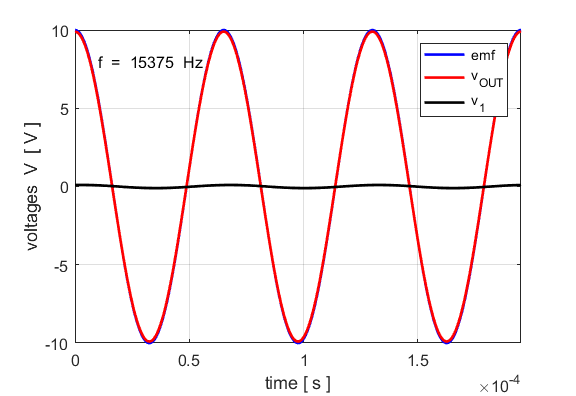 10
f = 15375 Hz
emf
vOUT
v1
5
0
-5
-10
voltages V [ V ]
0
0.5
1
1.5
time [ s ]
×10-4